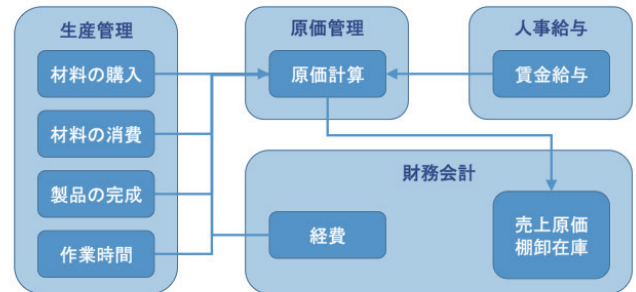 生産管理
材料の購入
材料の消費
製品の完成
作業時間
原価管理
原価計算
人事給与
賃金給与
財務会計
経費
売上原価
棚卸在庫